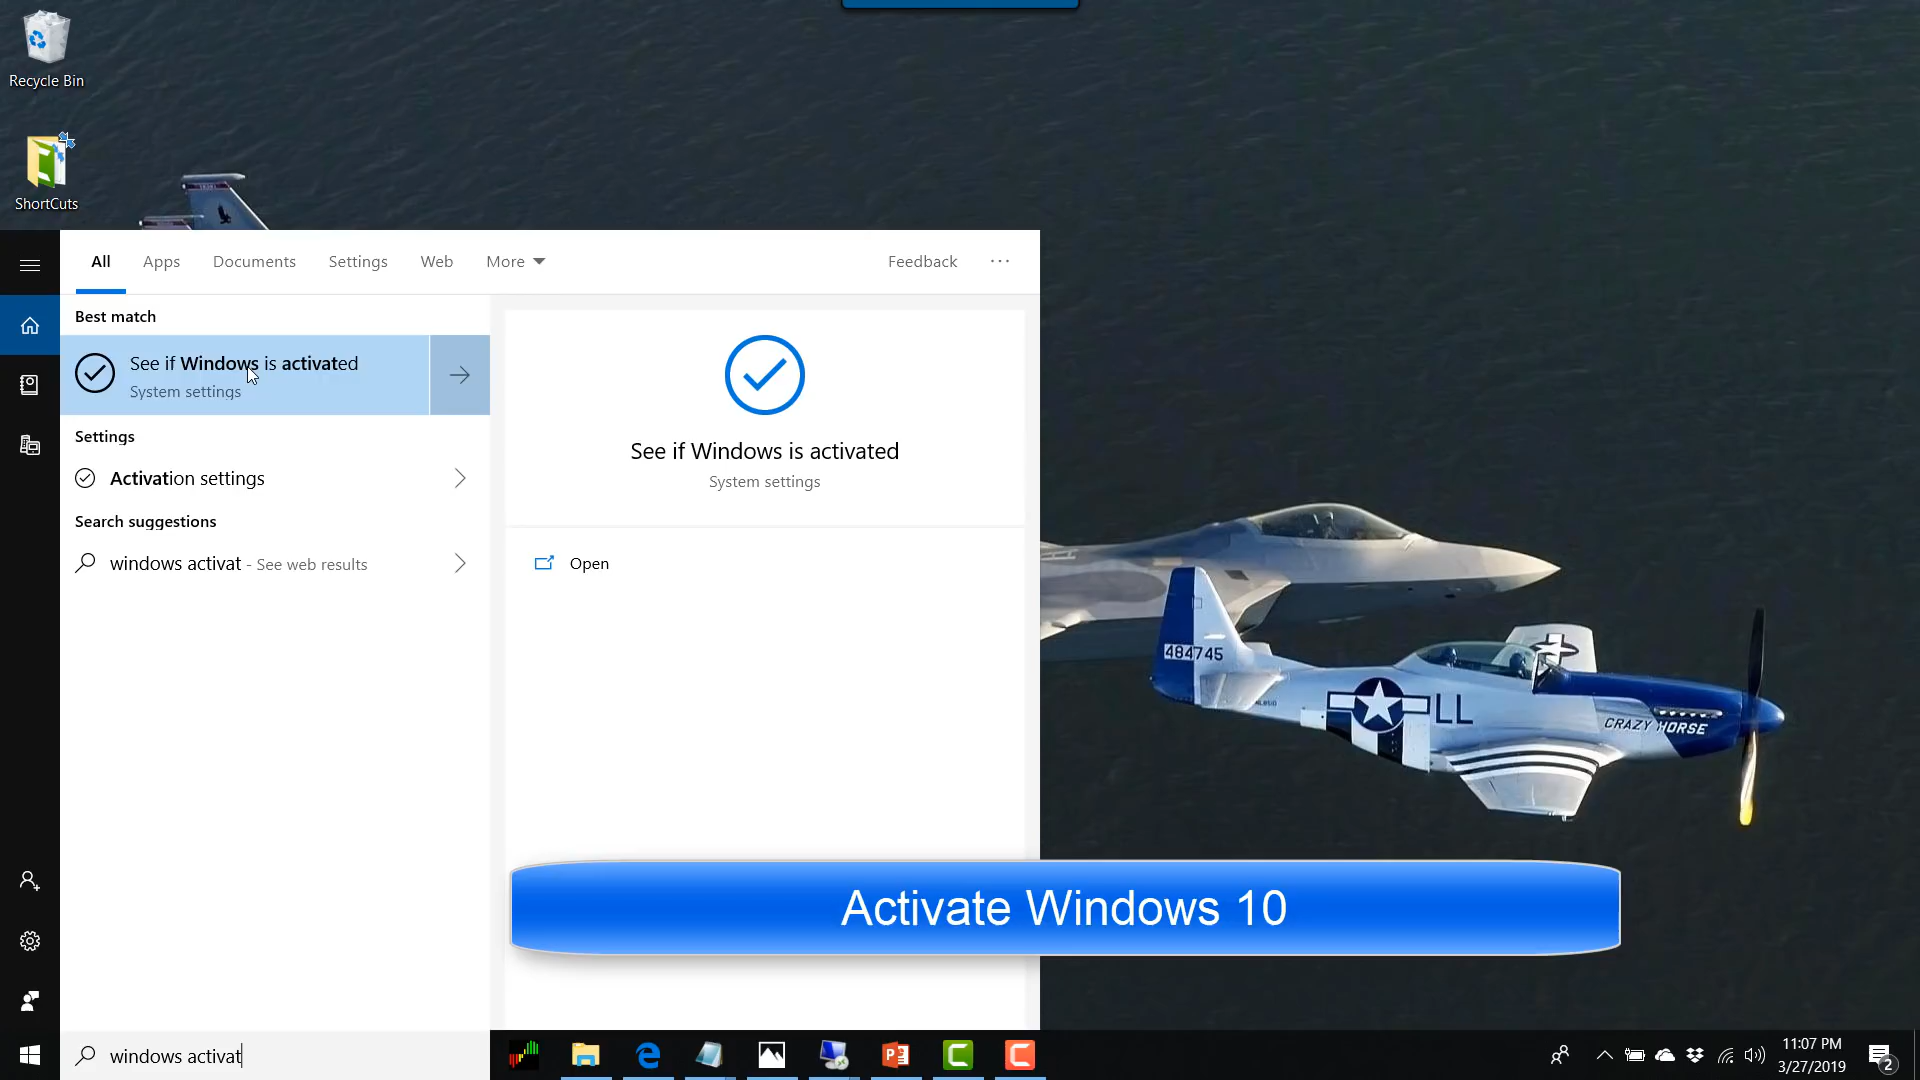 Recycle Bin
ShortCuts
All
Apps
Documents
Settings
Web
More
Feedback
Best match
See if Windows is activated
System settings
Settings
Activation settings
Search suggestions
windows activat - See web results
See if Windows is activated
System settings
Open
484745
LL
CRAZY HORSE
Activate Windows 10
windows activat
11:07 PM
3/27/2019
2